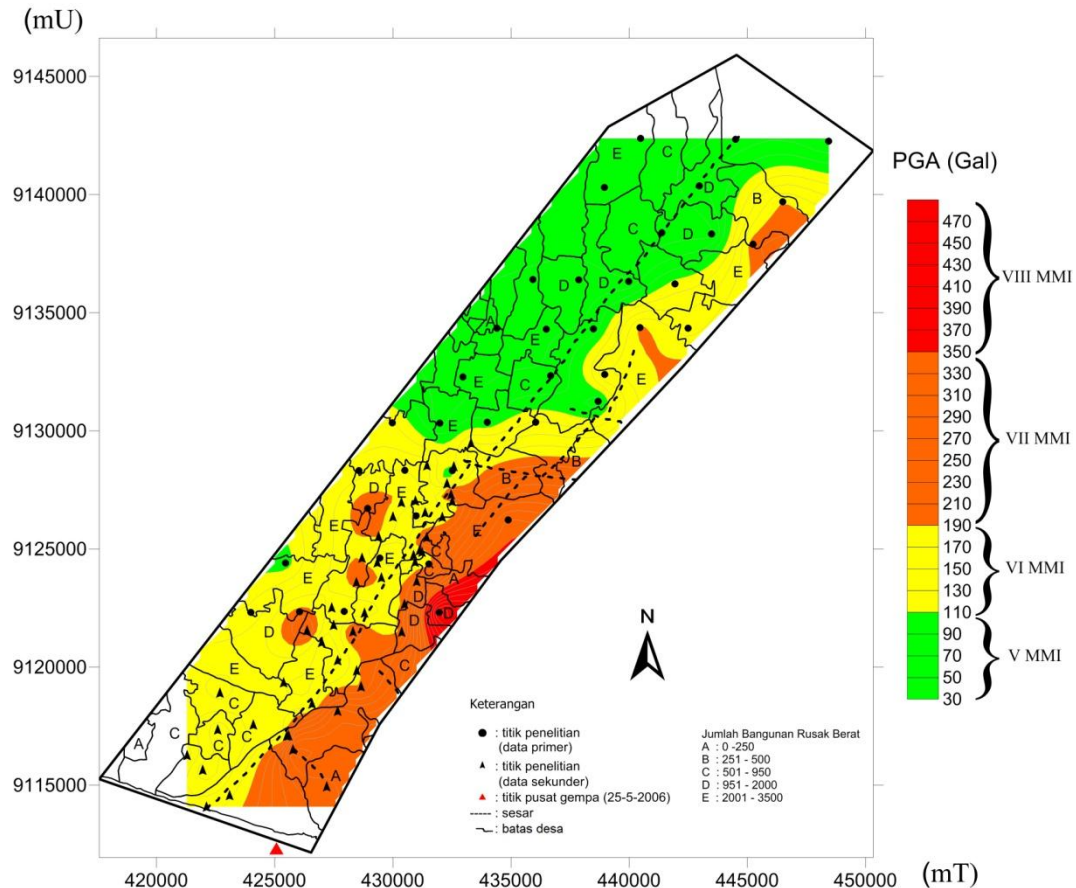 (mU)
9145000
9140000
9135000
9130000
9125000
9120000
9115000
420000
425000
430000
435000
440000
445000
450000
(mT)
E
C
D
B
C
D
E
D
D
A
E
E
C
E
E
B
B
D
E
E
E
E
E
C
A
D
D
D
D
C
E
E
C
C
C
C
A
A
N
Keterangan
: titik penelitian
(data primer)
: titik penelitian
(data sekunder)
: titik pusat gempa (25-5-2006)
: sesar
: batas desa
Jumlah Bangunan Rusak Berat
A : 0 -250
B : 251 - 500
C : 501 - 950
D : 951 - 2000
E : 2001 - 3500
PGA (Gal)
470
450
430
410
390
370
350
330
310
290
270
250
230
210
190
170
150
130
110
90
70
50
30
VIII MMI
VII MMI
VI MMI
V MMI